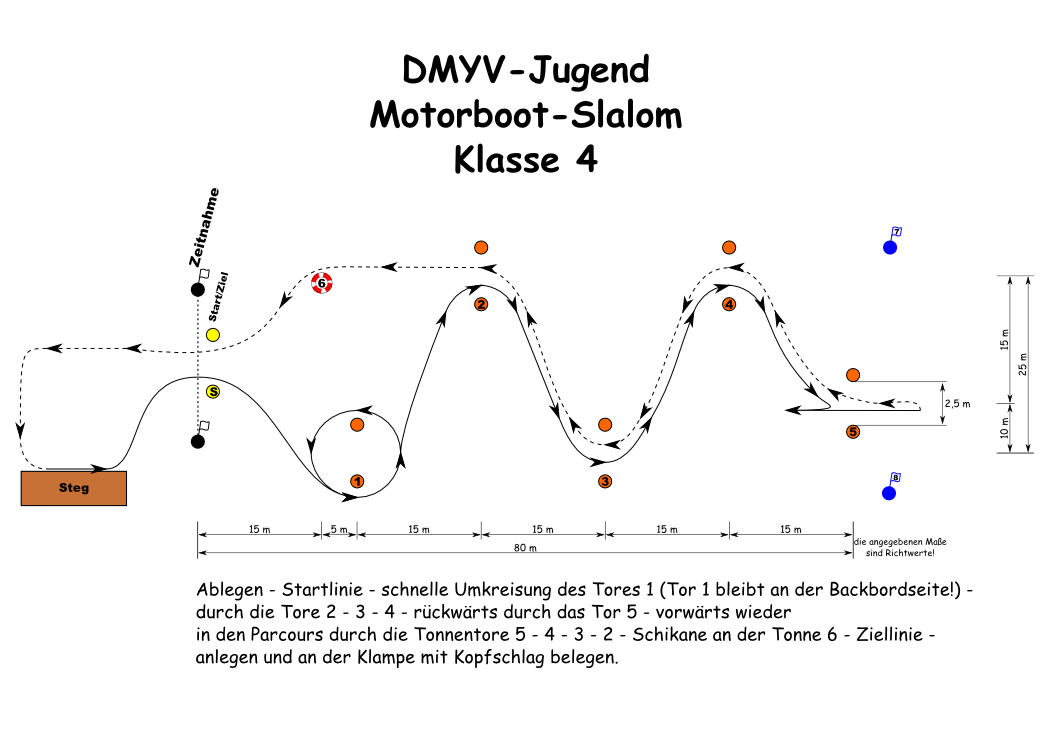 DMYV-Jugend
Motorboot-Slalom
Klasse 4
Zeitnahme
Start/Ziel
7
6
2
4
S
1
3
5
8
Steg
15 m
25 m
2,5 m
10 m
15 m
5 m
15 m
15 m
15 m
15 m
80 m
die angegebenen Maße
sind Richtwerte!
Ablegen - Startlinie - schnelle Umkreisung des Tores 1 (Tor 1 bleibt an der Backbordseite!) -
durch die Tore 2 - 3 - 4 - rückwärts durch das Tor 5 - vorwärts wieder
in den Parcours durch die Tonnentore 5 - 4 - 3 - 2 - Schikane an der Tonne 6 - Ziellinie -
anlegen und an der Klampe mit Kopfschlag belegen.